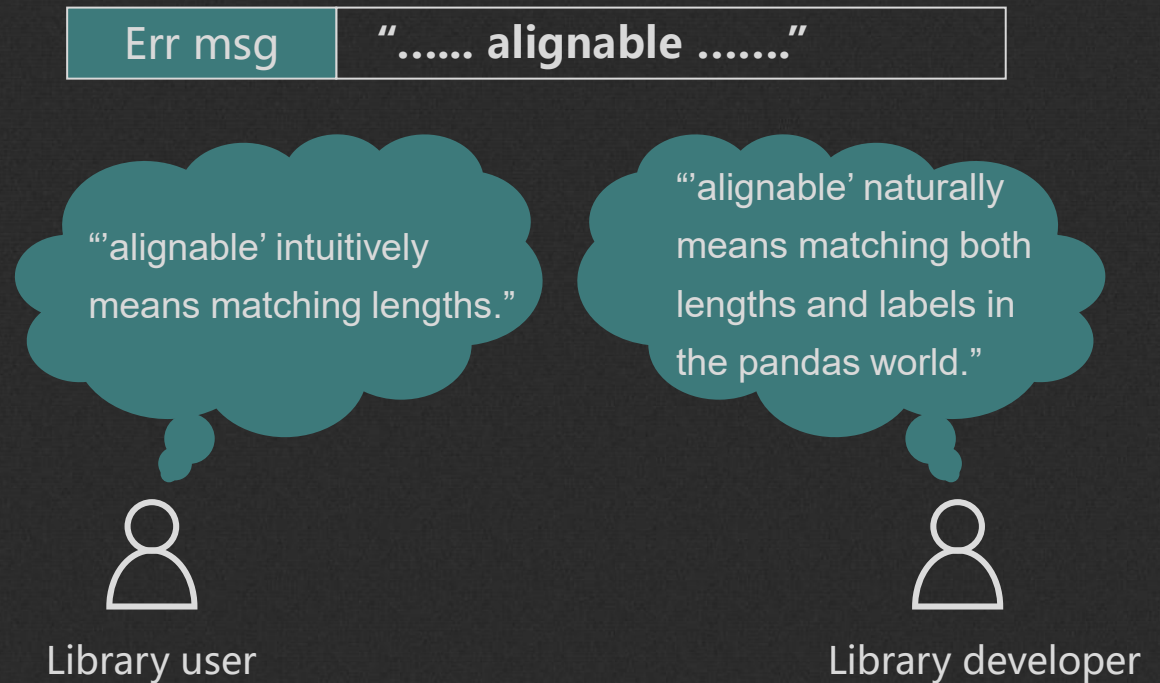 Err msg
“...... alignable .......”
“’alignable’ intuitively
means matching lengths.”
“’alignable’ naturally
means matching both
lengths and labels in
the pandas world.”
Library user
Library developer